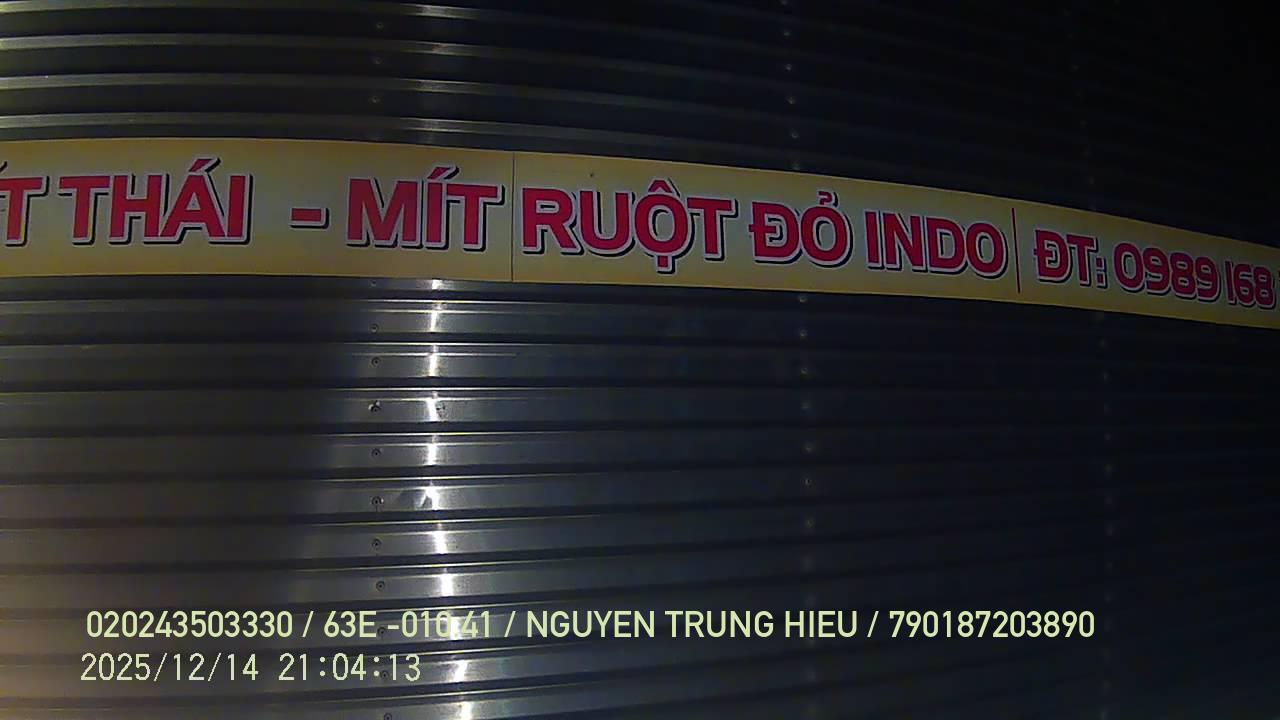 T THÁI - MÍT RUỘT ĐỎ INDO ĐT: 0989 168
020243503330 / 63E -010.41 / NGUYEN TRUNG HIEU / 790187203890
2025/12/14 21:04:13